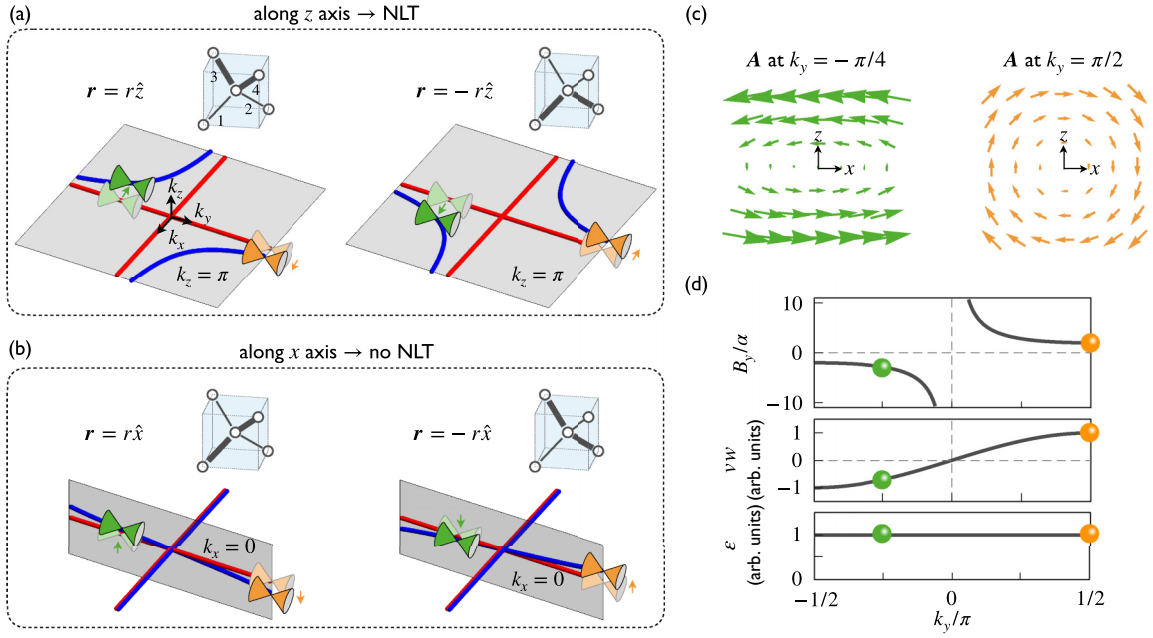 (a)
along z axis → NLT
r = rẑ
3
4
2
1
r = − rẑ
k_z
k_y
k_x
k_z = π
k_z = π
(b)
along x axis → no NLT
r = rx̂
r = − rx̂
k_x = 0
k_x = 0
(c)
A at k_y = − π/4
A at k_y = π/2
z
x
z
x
(d)
B_y/α
10
0
−10
vw
(arb. units)
1
0
−1
ε
(arb. units)
1
0
−1/2
0
1/2
k_y/π